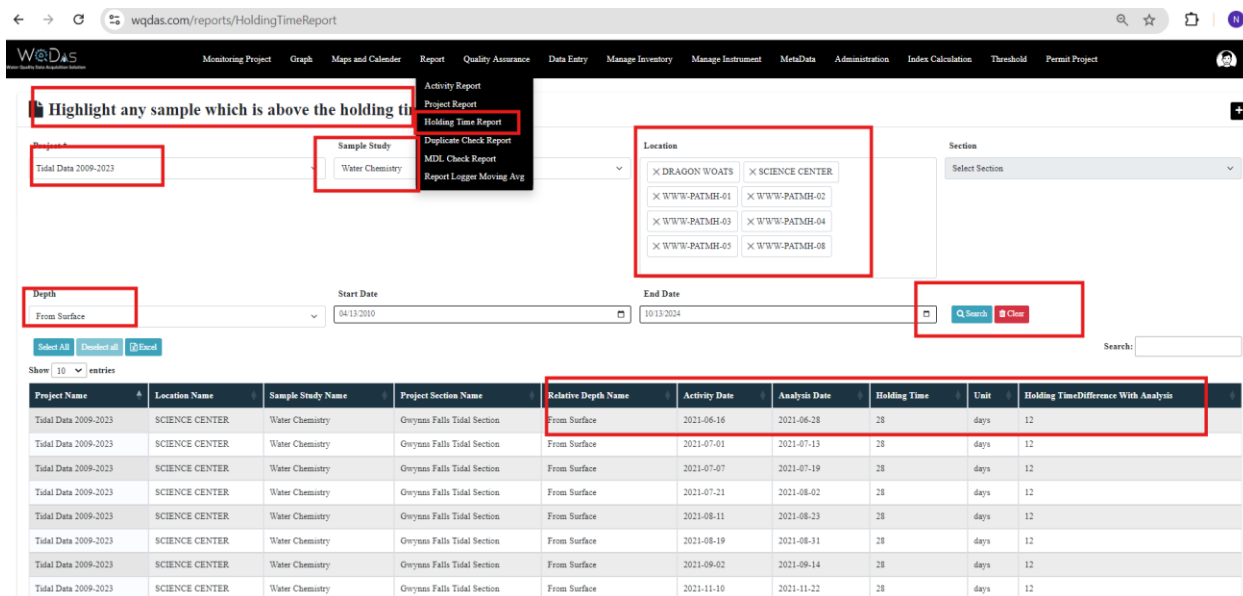 wqdas.com/reports/HoldingTimeReport
N
WQDAS
Water Quality Data Acquisition Solution
Monitoring Project Graph Maps and Calender Report Quality Assurance Data Entry Manage Inventory Manage Instrument MetaData Administration Index Calculation Threshold Permit Project
Activity Report
Project Report
Holding Time Report
Duplicate Check Report
MDL Check Report
Report Logger Moving Avg
Highlight any sample which is above the holding ti
Project * Sample Study Location Section
Tidal Data 2009-2023 Water Chemistry Select Section
× DRAGON WOATS × SCIENCE CENTER
× WWW-PATMH-01 × WWW-PATMH-02
× WWW-PATMH-03 × WWW-PATMH-04
× WWW-PATMH-05 × WWW-PATMH-08
Depth Start Date End Date
From Surface 04/13/2010 10/13/2024 Search Clear
Select All Deselect all Excel Search:
Show 10 entries
Project Name Location Name Sample Study Name Project Section Name Relative Depth Name Activity Date Analysis Date Holding Time Unit Holding TimeDifference With Analysis
Tidal Data 2009-2023 SCIENCE CENTER Water Chemistry Gwynns Falls Tidal Section From Surface 2021-06-16 2021-06-28 28 days 12
Tidal Data 2009-2023 SCIENCE CENTER Water Chemistry Gwynns Falls Tidal Section From Surface 2021-07-01 2021-07-13 28 days 12
Tidal Data 2009-2023 SCIENCE CENTER Water Chemistry Gwynns Falls Tidal Section From Surface 2021-07-07 2021-07-19 28 days 12
Tidal Data 2009-2023 SCIENCE CENTER Water Chemistry Gwynns Falls Tidal Section From Surface 2021-07-21 2021-08-02 28 days 12
Tidal Data 2009-2023 SCIENCE CENTER Water Chemistry Gwynns Falls Tidal Section From Surface 2021-08-11 2021-08-23 28 days 12
Tidal Data 2009-2023 SCIENCE CENTER Water Chemistry Gwynns Falls Tidal Section From Surface 2021-08-19 2021-08-31 28 days 12
Tidal Data 2009-2023 SCIENCE CENTER Water Chemistry Gwynns Falls Tidal Section From Surface 2021-09-02 2021-09-14 28 days 12
Tidal Data 2009-2023 SCIENCE CENTER Water Chemistry Gwynns Falls Tidal Section From Surface 2021-11-10 2021-11-22 28 days 12